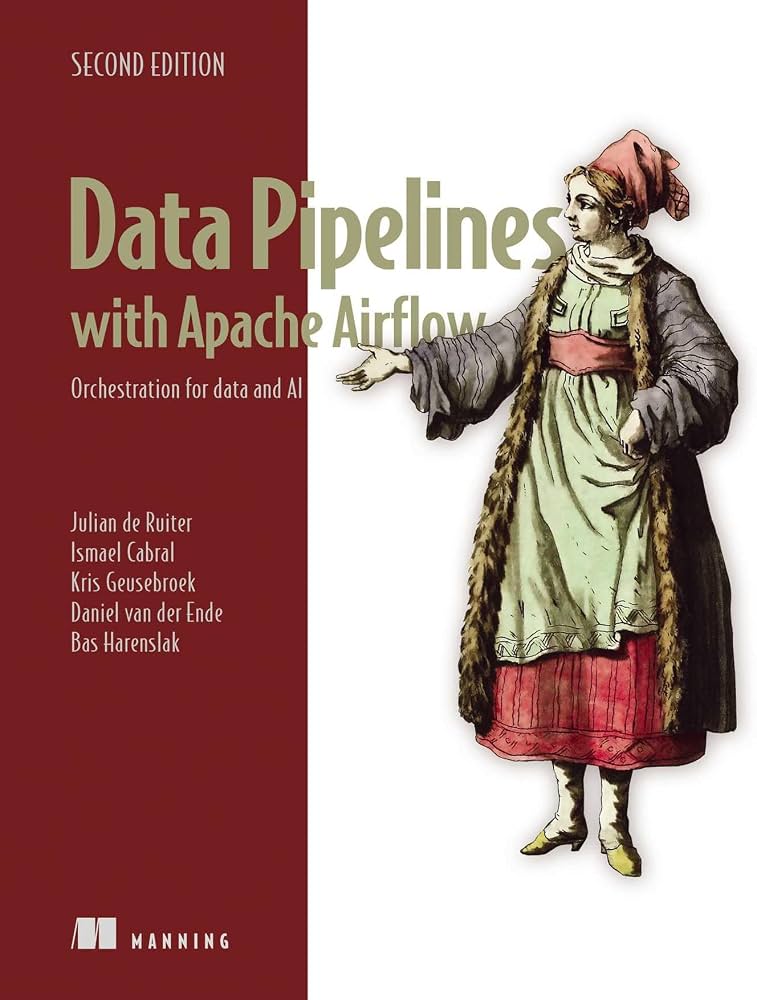 SECOND EDITION
Data Pipelines
with Apache Airflow
Orchestration for data and AI
Julian de Ruiter
Ismael Cabral
Kris Geusebroek
Daniel van der Ende
Bas Harenslak
MANNING